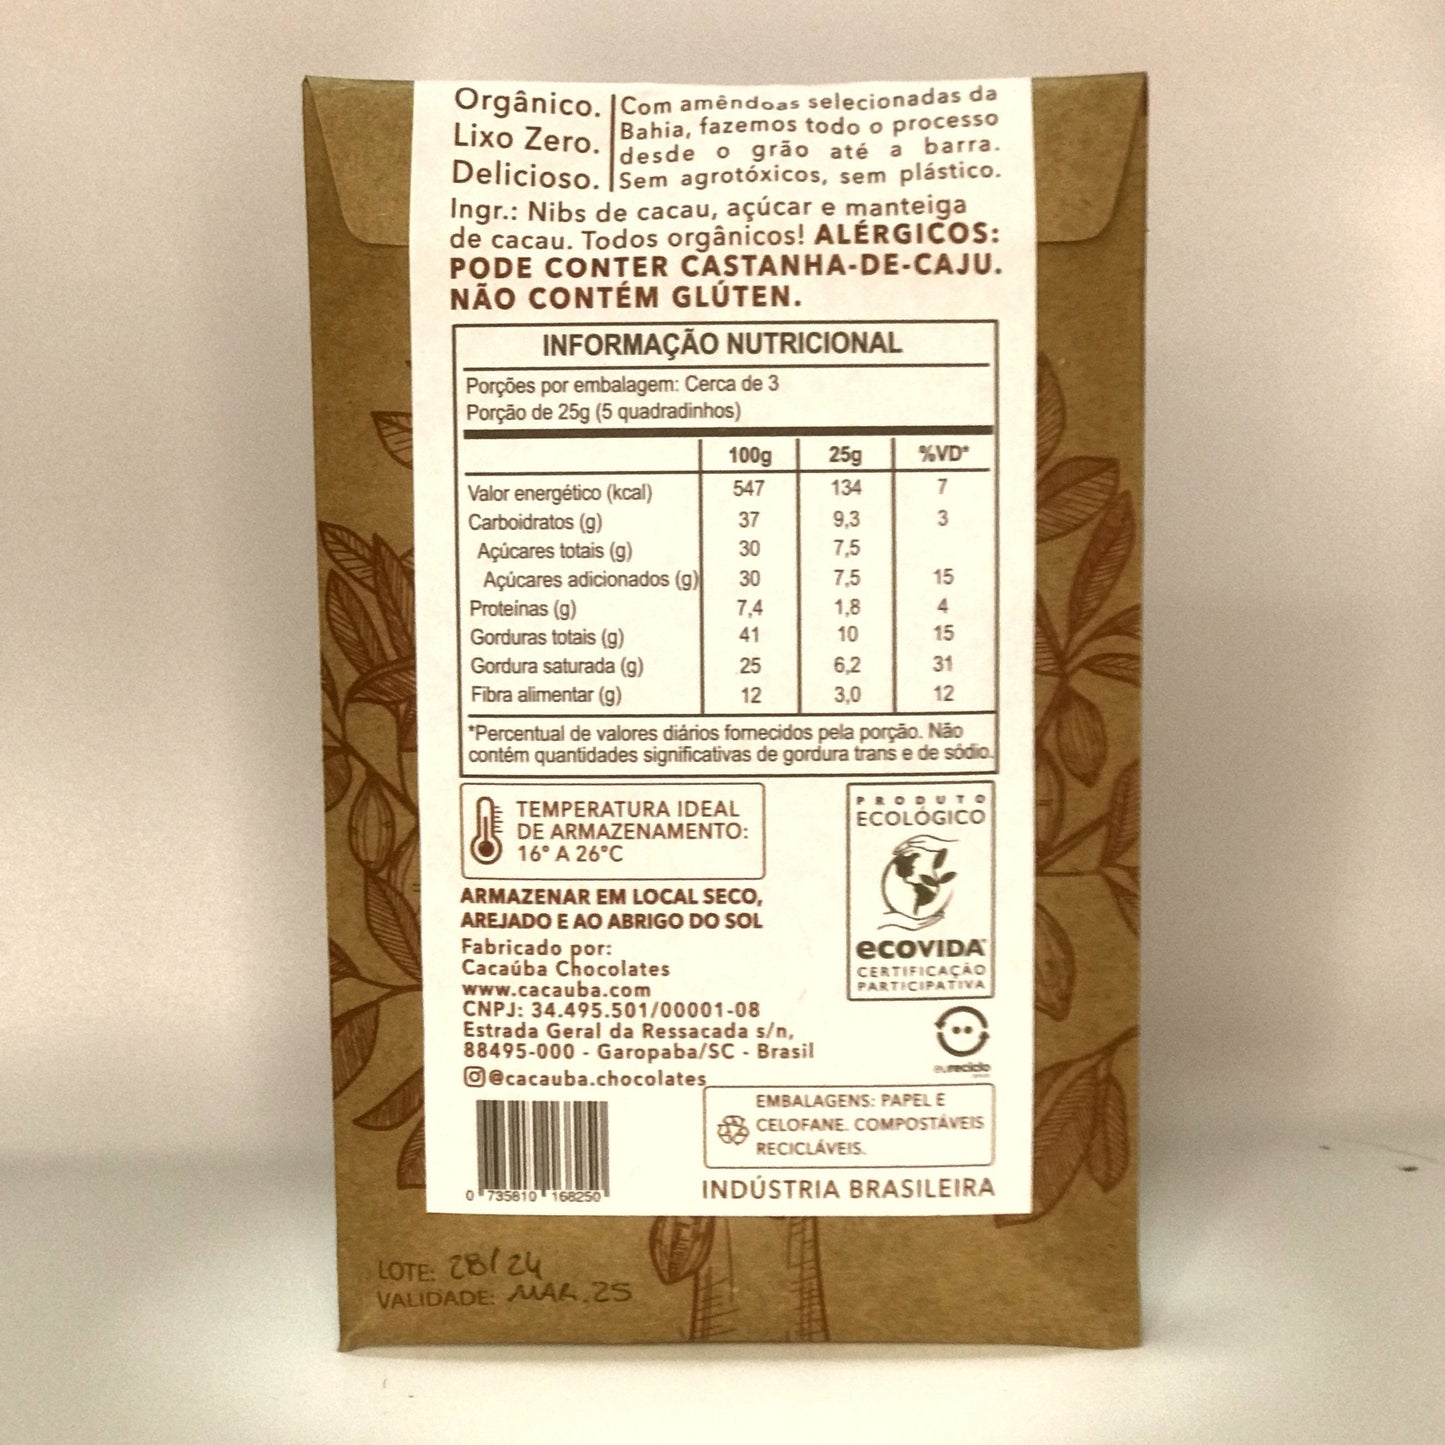 Orgânico.
Lixo Zero.
Delicioso.
Com amêndoas selecionadas da
Bahia, fazemos todo o processo
desde o grão até a barra.
Sem agrotóxicos, sem plástico.
Ingr.: Nibs de cacau, açúcar e manteiga
de cacau. Todos orgânicos! ALÉRGICOS:
PODE CONTER CASTANHA-DE-CAJU.
NÃO CONTÉM GLÚTEN.
INFORMAÇÃO NUTRICIONAL
Porções por embalagem: Cerca de 3
Porção de 25g (5 quadradinhos)
100g 25g %VD*
Valor energético (kcal) 547 134 7
Carboidratos (g) 37 9,3 3
Açúcares totais (g) 30 7,5
Açúcares adicionados (g) 30 7,5 15
Proteínas (g) 7,4 1,8 4
Gorduras totais (g) 41 10 15
Gordura saturada (g) 25 6,2 31
Fibra alimentar (g) 12 3,0 12
*Percentual de valores diários fornecidos pela porção. Não
contém quantidades significativas de gordura trans e de sódio.
TEMPERATURA IDEAL
DE ARMAZENAMENTO:
16° A 26°C
ARMAZENAR EM LOCAL SECO,
AREJADO E AO ABRIGO DO SOL
Fabricado por:
Cacaúba Chocolates
www.cacauba.com
CNPJ: 34.495.501/00001-08
Estrada Geral da Ressacada s/n,
88495-000 - Garopaba/SC - Brasil
@cacauba.chocolates
PRODUTO
ECOLÓGICO
ecovida
CERTIFICAÇÃO
PARTICIPATIVA
eureciclo
EMBALAGENS: PAPEL E
CELOFANE. COMPOSTÁVEIS
RECICLÁVEIS.
INDÚSTRIA BRASILEIRA
0 735810 168250
LOTE: 28/24
VALIDADE: MAR.25